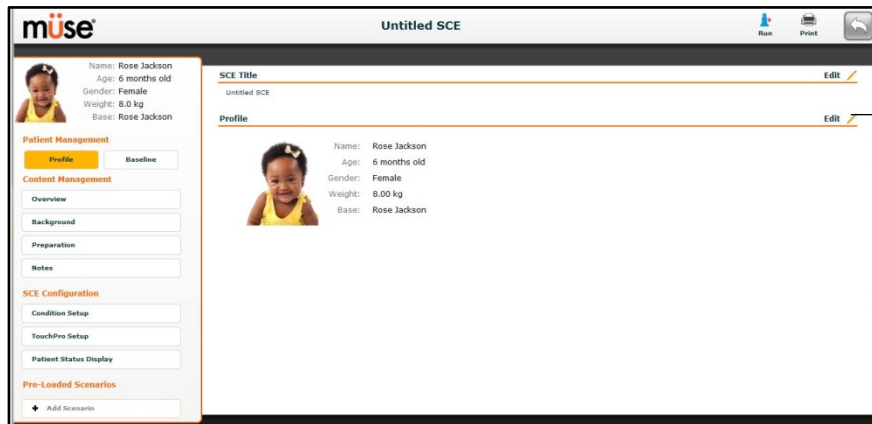 müse
Untitled SCE
Run
Print
Name: Rose Jackson
Age: 6 months old
Gender: Female
Weight: 8.0 kg
Base: Rose Jackson
Patient Management
Profile
Baseline
Content Management
Overview
Background
Preparation
Notes
SCE Configuration
Condition Setup
TouchPro Setup
Patient Status Display
Pre-Loaded Scenarios
+ Add Scenario
SCE Title
Edit
Untitled SCE
Profile
Edit
Name: Rose Jackson
Age: 6 months old
Gender: Female
Weight: 8.00 kg
Base: Rose Jackson